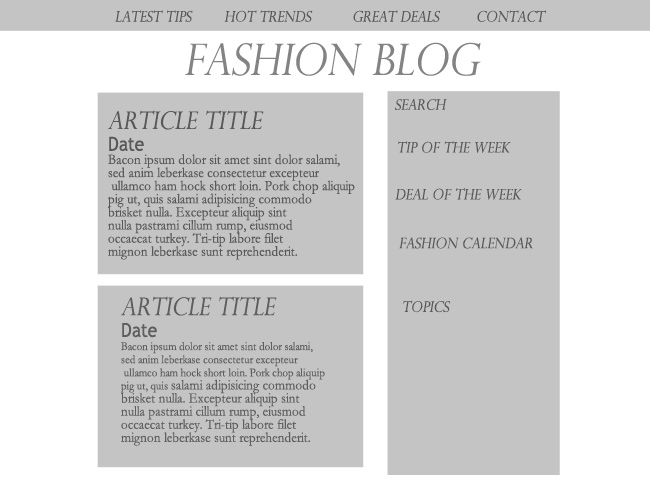 LATEST TIPS HOT TRENDS GREAT DEALS CONTACT
FASHION BLOG
ARTICLE TITLE
Date
Bacon ipsum dolor sit amet sint dolor salami,
sed anim leberkase consectetur excepteur
ullamco ham hock short loin. Pork chop aliquip
pig ut, quis salami adipisicing commodo
brisket nulla. Excepteur aliquip sint
nulla pastrami cillum rump, eiusmod
occaecat turkey. Tri-tip labore filet
mignon leberkase sunt reprehenderit.
ARTICLE TITLE
Date
Bacon ipsum dolor sit amet sint dolor salami,
sed anim leberkase consectetur excepteur
ullamco ham hock short loin. Pork chop aliquip
pig ut, quis salami adipisicing commodo
brisket nulla. Excepteur aliquip sint
nulla pastrami cillum rump, eiusmod
occaecat turkey. Tri-tip labore filet
mignon leberkase sunt reprehenderit.
SEARCH
TIP OF THE WEEK
DEAL OF THE WEEK
FASHION CALENDAR
TOPICS